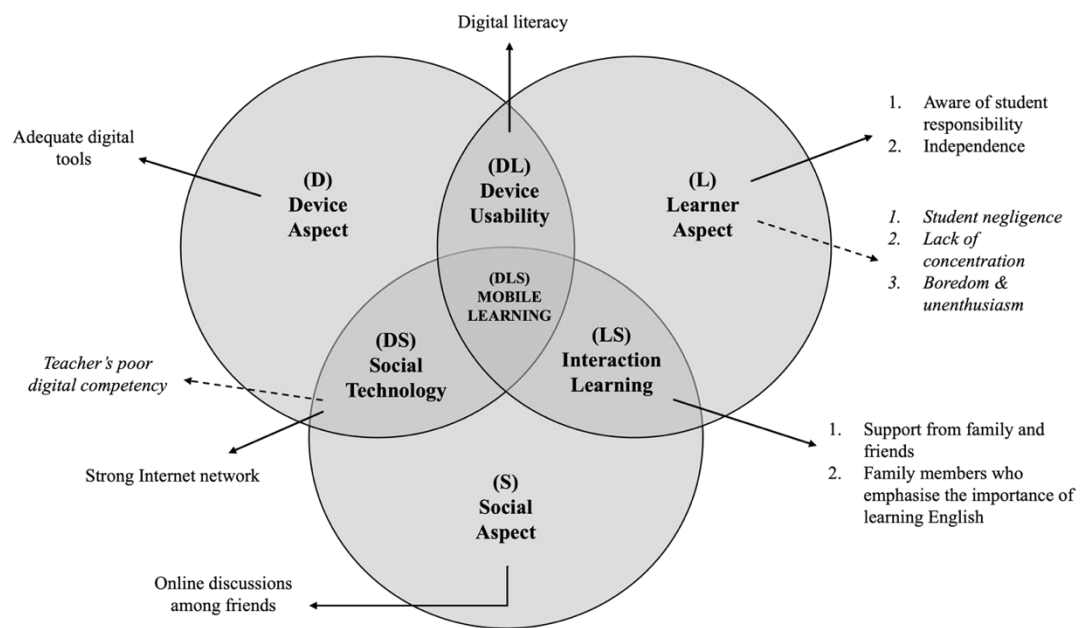 Digital literacy
Adequate digital
tools
(D)
Device
Aspect
(DL)
Device
Usability
(L)
Learner
Aspect
1. Aware of student
responsibility
2. Independence
1. Student negligence
2. Lack of
concentration
3. Boredom &
unenthusiasm
(DLS)
MOBILE
LEARNING
(DS)
Social
Technology
(LS)
Interaction
Learning
Teacher’s poor
digital competency
Strong Internet network
1. Support from family and
friends
2. Family members who
emphasise the importance of
learning English
(S)
Social
Aspect
Online discussions
among friends